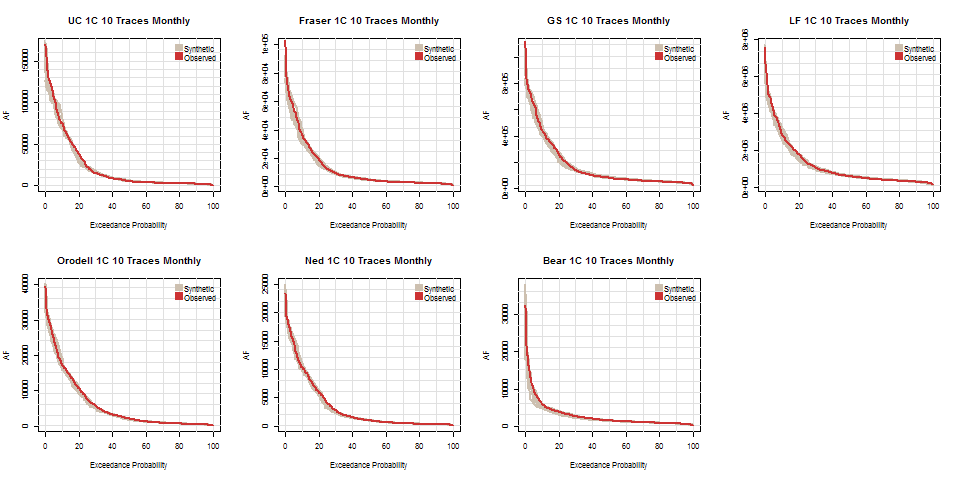 UC 1C 10 Traces Monthly
Synthetic
Observed
AF
0 50000 100000 150000
0 20 40 60 80 100
Exceedance Probability
Fraser 1C 10 Traces Monthly
Synthetic
Observed
AF
0e+00 2e+04 4e+04 6e+04 8e+04 1e+05
0 20 40 60 80 100
Exceedance Probability
GS 1C 10 Traces Monthly
Synthetic
Observed
AF
0e+00 4e+05 8e+05
0 20 40 60 80 100
Exceedance Probability
LF 1C 10 Traces Monthly
Synthetic
Observed
AF
0e+00 2e+06 4e+06 6e+06 8e+06
0 20 40 60 80 100
Exceedance Probability
Orodell 1C 10 Traces Monthly
Synthetic
Observed
AF
0 10000 20000 30000 40000
0 20 40 60 80 100
Exceedance Probability
Ned 1C 10 Traces Monthly
Synthetic
Observed
AF
0 5000 10000 15000 20000 25000
0 20 40 60 80 100
Exceedance Probability
Bear 1C 10 Traces Monthly
Synthetic
Observed
AF
0 10000 20000 30000
0 20 40 60 80 100
Exceedance Probability